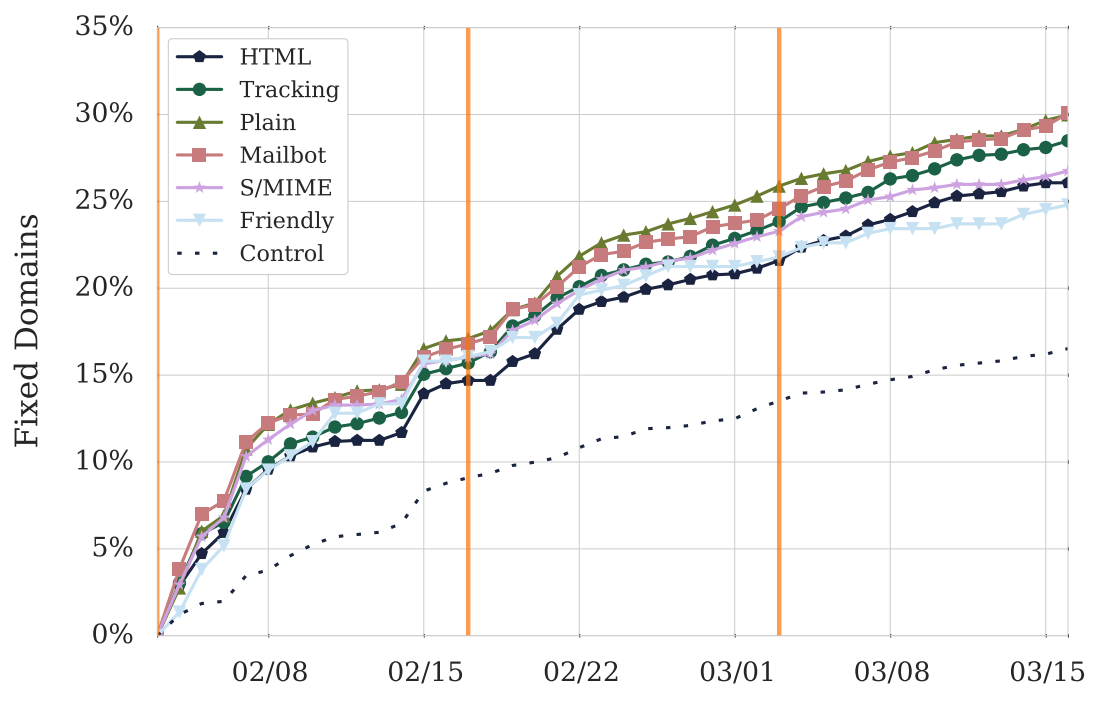 35%
30%
25%
20%
15%
10%
5%
0%
Fixed Domains
HTML
Tracking
Plain
Mailbot
S/MIME
Friendly
Control
02/08 02/15 02/22 03/01 03/08 03/15